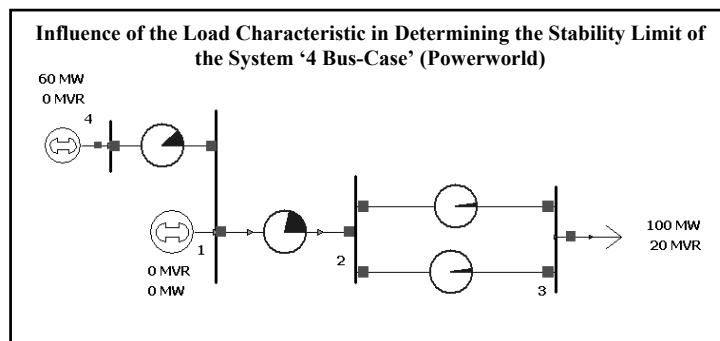 Influence of the Load Characteristic in Determining the Stability Limit of
the System ‘4 Bus-Case’ (Powerworld)
60 MW
0 MVR
4
1
0 MVR
0 MW
2
3
100 MW
20 MVR